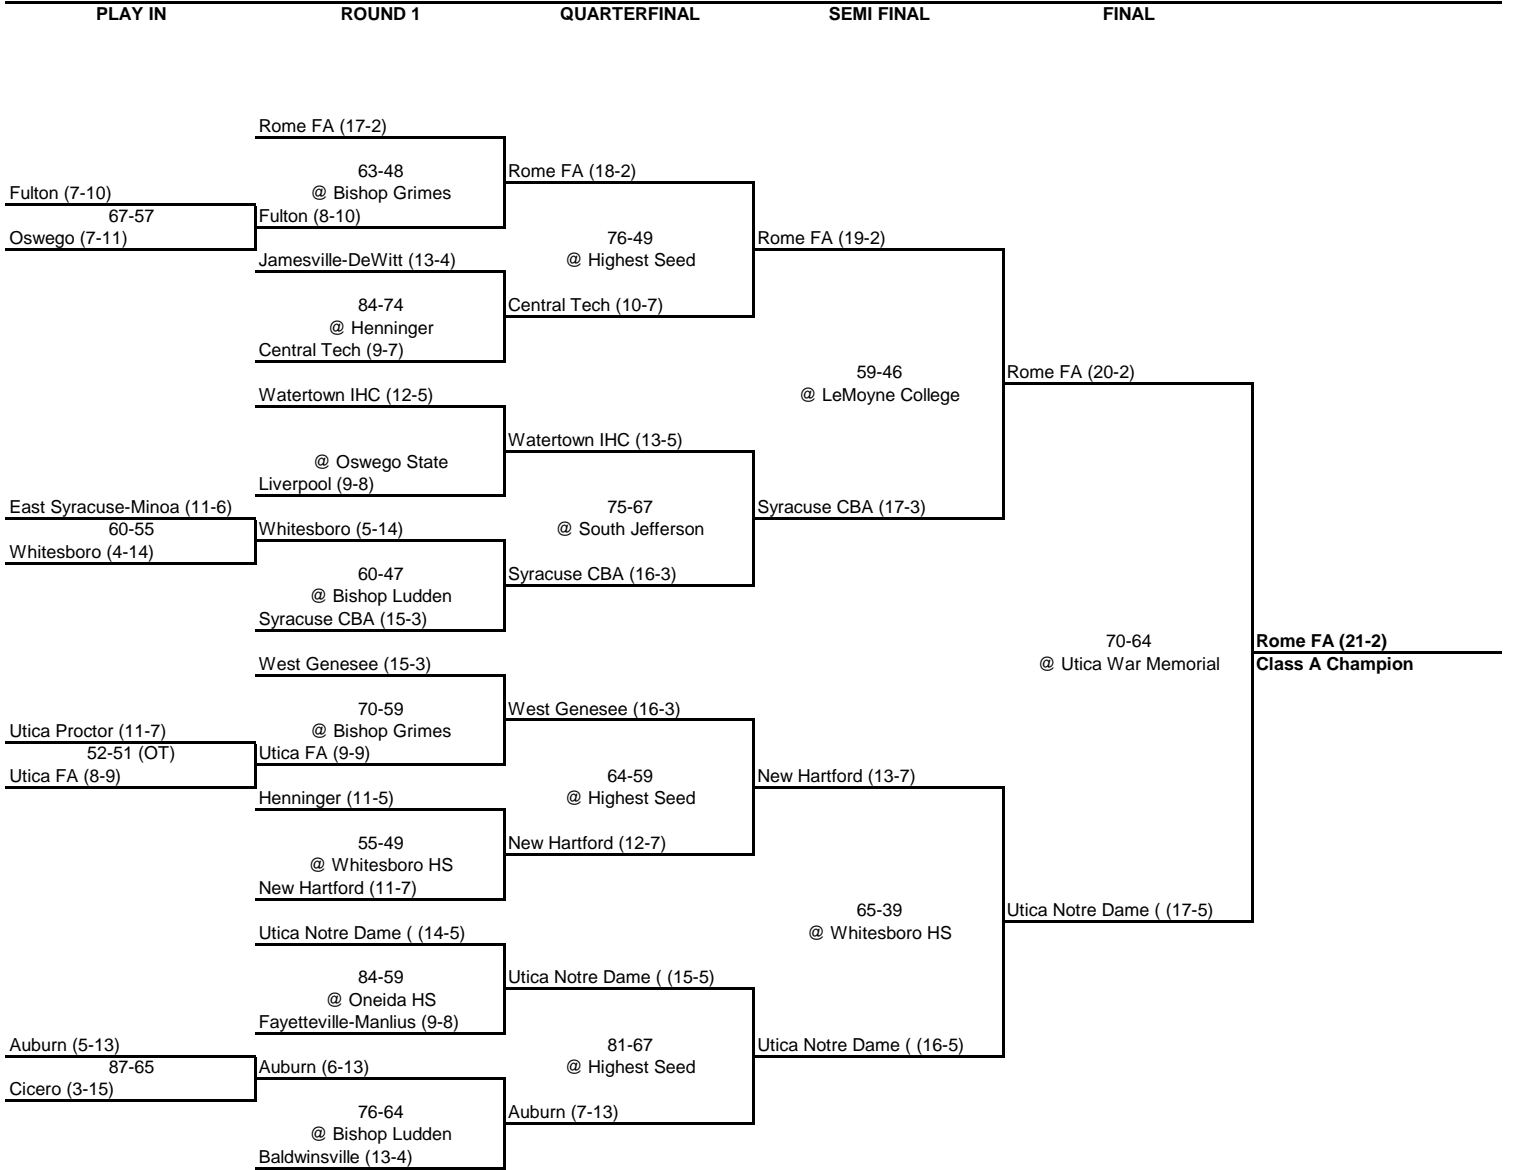 PLAY IN ROUND 1 QUARTERFINAL SEMI FINAL FINAL
Rome FA (17-2)
63-48 Rome FA (18-2)
Fulton (7-10) @ Bishop Grimes
67-57 Fulton (8-10)
Oswego (7-11) 76-49 Rome FA (19-2)
Jamesville-DeWitt (13-4) @ Highest Seed
84-74 Central Tech (10-7)
@ Henninger
Central Tech (9-7)
59-46 Rome FA (20-2)
Watertown IHC (12-5) @ LeMoyne College
Watertown IHC (13-5)
@ Oswego State
Liverpool (9-8)
East Syracuse-Minoa (11-6) 75-67 Syracuse CBA (17-3)
60-55 Whitesboro (5-14) @ South Jefferson
Whitesboro (4-14)
60-47 Syracuse CBA (16-3)
@ Bishop Ludden
Syracuse CBA (15-3)
70-64 Rome FA (21-2)
West Genesee (15-3) @ Utica War Memorial Class A Champion
70-59 West Genesee (16-3)
Utica Proctor (11-7) @ Bishop Grimes
52-51 (OT) Utica FA (9-9)
Utica FA (8-9) 64-59 New Hartford (13-7)
Henninger (11-5) @ Highest Seed
55-49 New Hartford (12-7)
@ Whitesboro HS
New Hartford (11-7)
65-39 Utica Notre Dame ( (17-5)
Utica Notre Dame ( (14-5) @ Whitesboro HS
84-59 Utica Notre Dame ( (15-5)
@ Oneida HS
Fayetteville-Manlius (9-8)
Auburn (5-13) 81-67 Utica Notre Dame ( (16-5)
87-65 Auburn (6-13) @ Highest Seed
Cicero (3-15)
76-64 Auburn (7-13)
@ Bishop Ludden
Baldwinsville (13-4)